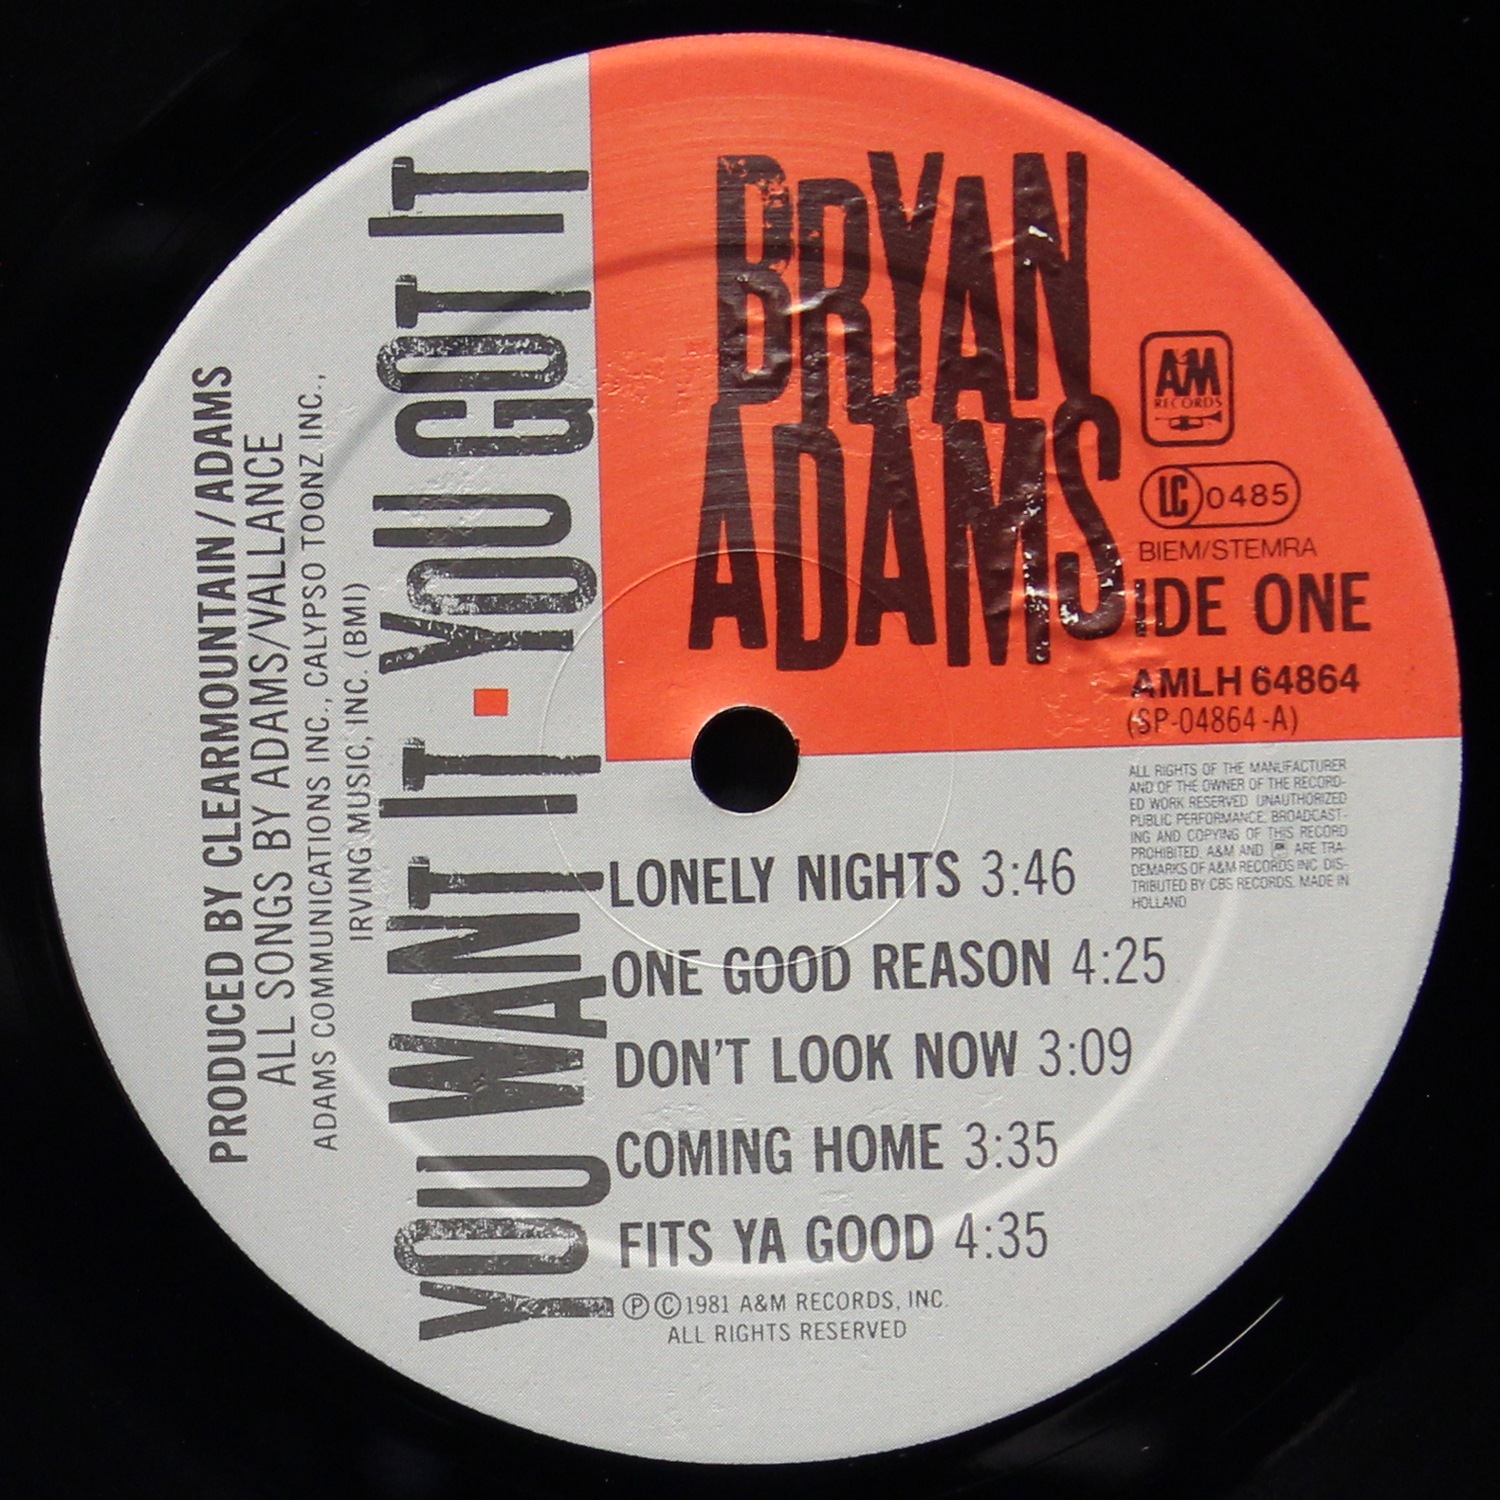 BRYAN
ADAMS
A&M
RECORDS
LC 0485
BIEM/STEMRA
IDE ONE
AMLH 64864
(SP-04864-A)
ALL RIGHTS OF THE MANUFACTURER
AND OF THE OWNER OF THE RECORD-
ED WORK RESERVED UNAUTHORIZED
PUBLIC PERFORMANCE, BROADCAST-
ING AND COPYING OF THIS RECORD
PROHIBITED. A&M AND ARE TRA-
DEMARKS OF A&M RECORDS INC DIS-
TRIBUTED BY CBS RECORDS. MADE IN
HOLLAND
PRODUCED BY CLEARMOUNTAIN / ADAMS
ALL SONGS BY ADAMS/VALLANCE
ADAMS COMMUNICATIONS INC., CALYPSO TOONZ INC.,
IRVING MUSIC, INC. (BMI)
YOU WANT IT ▪ YOU GOT IT
LONELY NIGHTS 3:46
ONE GOOD REASON 4:25
DON'T LOOK NOW 3:09
COMING HOME 3:35
FITS YA GOOD 4:35
Ⓟ©1981 A&M RECORDS, INC.
ALL RIGHTS RESERVED